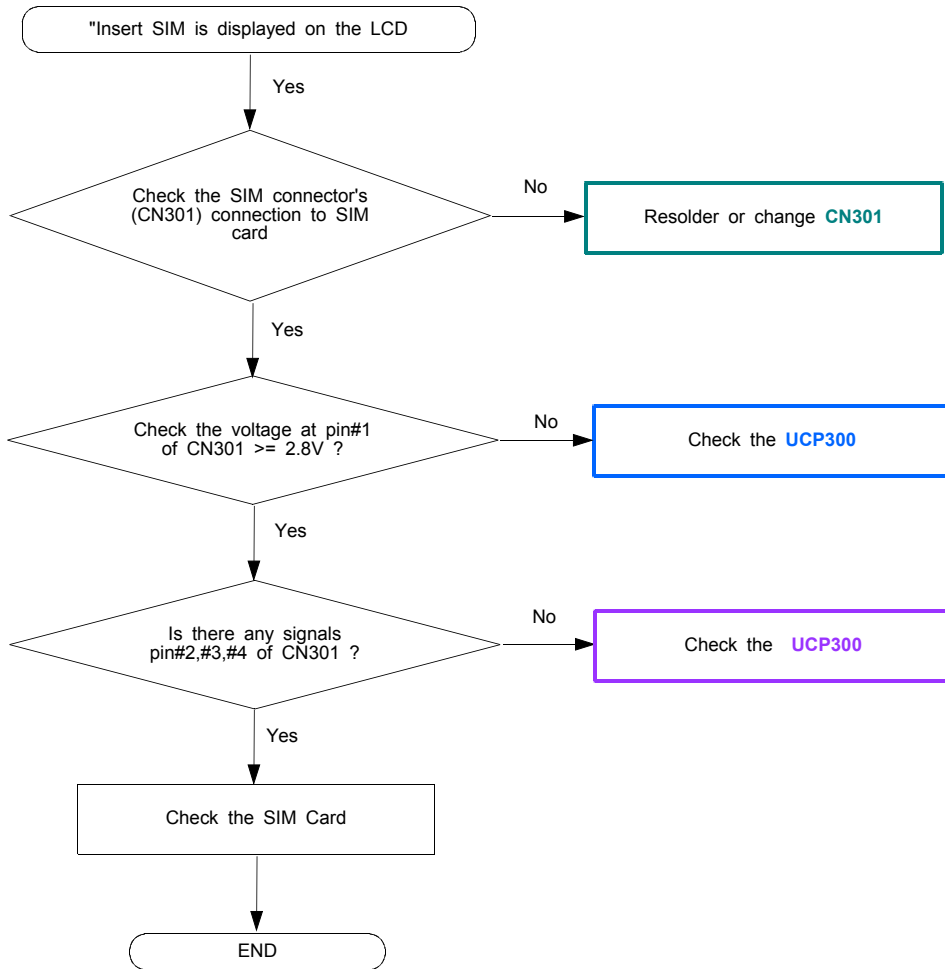 "Insert SIM is displayed on the LCD
Yes
Check the SIM connector's
(CN301) connection to SIM
card
No
Resolder or change CN301
Yes
Check the voltage at pin#1
of CN301 >= 2.8V ?
No
Check the UCP300
Yes
Is there any signals
pin#2,#3,#4 of CN301 ?
No
Check the UCP300
Yes
Check the SIM Card
END